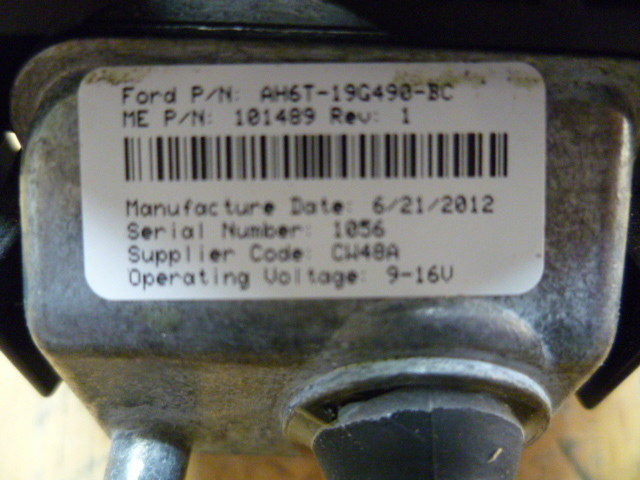 Ford P/N: AH6T-19G490-BC
ME P/N: 101489 Rev: 1
Manufacture Date: 6/21/2012
Serial Number: 1056
Supplier Code: CW48A
Operating Voltage: 9-16V